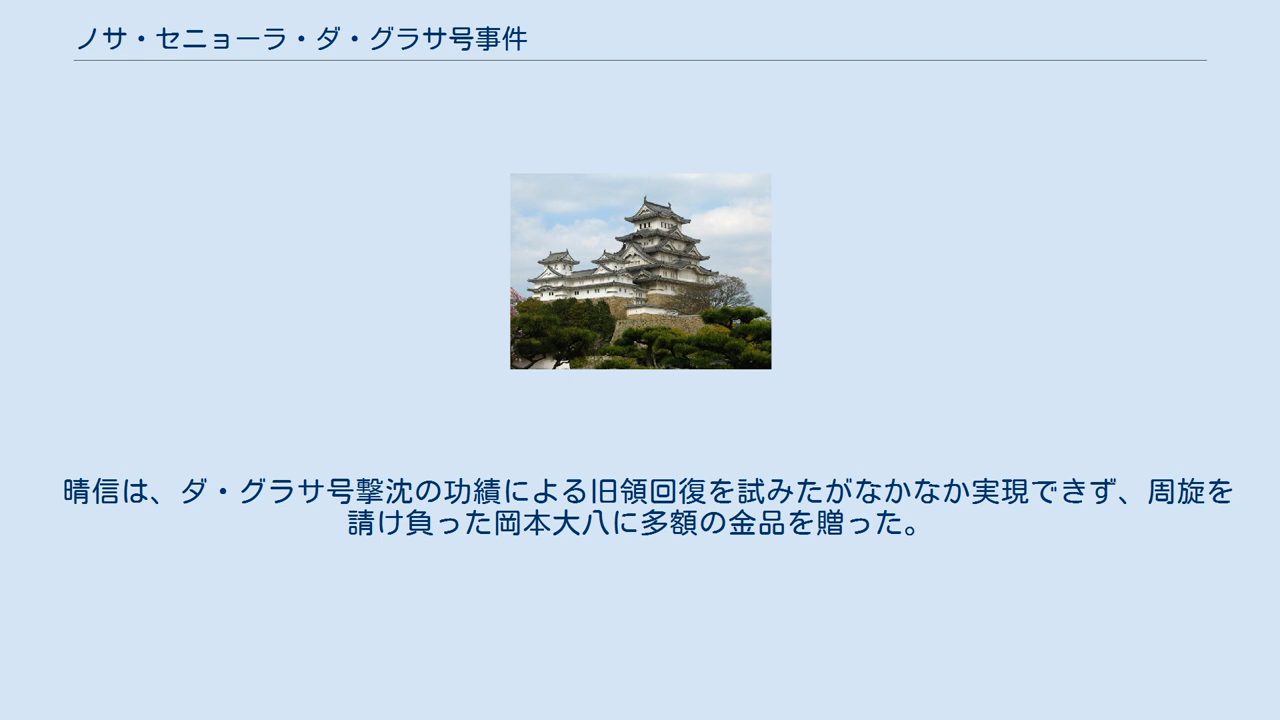 ノサ・セニョーラ・ダ・グラサ号事件
晴信は、ダ・グラサ号撃沈の功績による旧領回復を試みたがなかなか実現できず、周旋を
請け負った岡本大八に多額の金品を贈った。